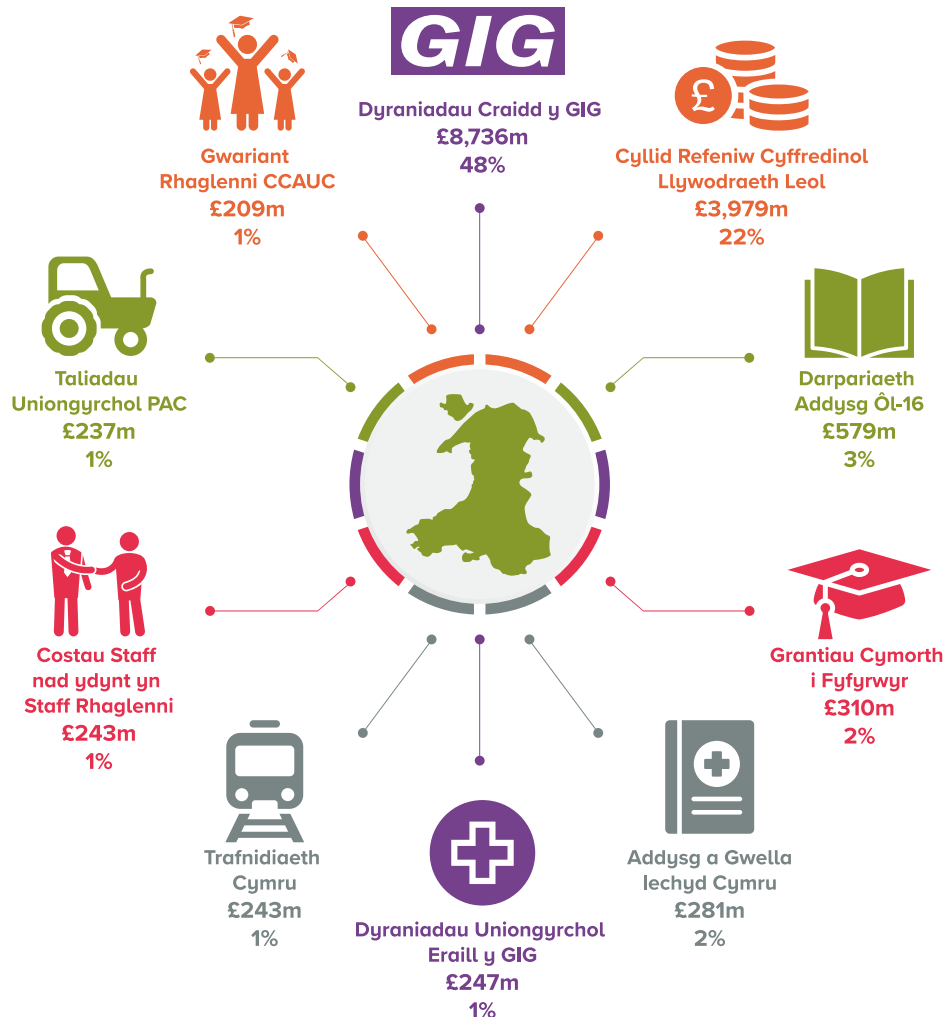 GIG
Dyraniadau Craidd y GIG
£8,736m
48%
£
Cyllid Refeniw Cyffredinol
Llywodraeth Leol
£3,979m
22%
Darpariaeth
Addysg Ôl-16
£579m
3%
Grantiau Cymorth
i Fyfyrwyr
£310m
2%
Addysg a Gwella
Iechyd Cymru
£281m
2%
Dyraniadau Uniongyrchol
Eraill y GIG
£247m
1%
Trafnidiaeth
Cymru
£243m
1%
Costau Staff
nad ydynt yn
Staff Rhaglenni
£243m
1%
Taliadau
Uniongyrchol PAC
£237m
1%
Gwariant
Rhaglenni CCAUC
£209m
1%